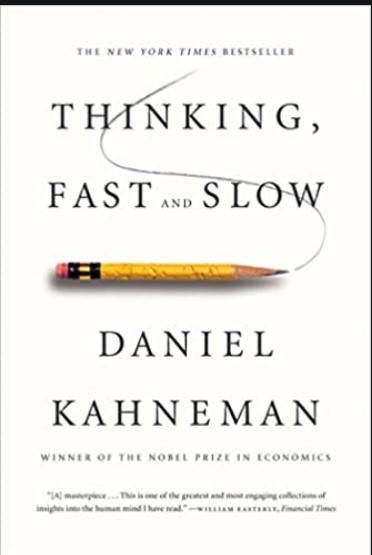 THE NEW YORK TIMES BESTSELLER
THINKING,
FAST AND SLOW
DANIEL
KAHNEMAN
WINNER OF THE NOBEL PRIZE IN ECONOMICS
"[A] masperpiece . . . This is one of the greatest and most engaging collections of
insights into the human mind I have read." —WILLIAM EASTERLY, Financial Times